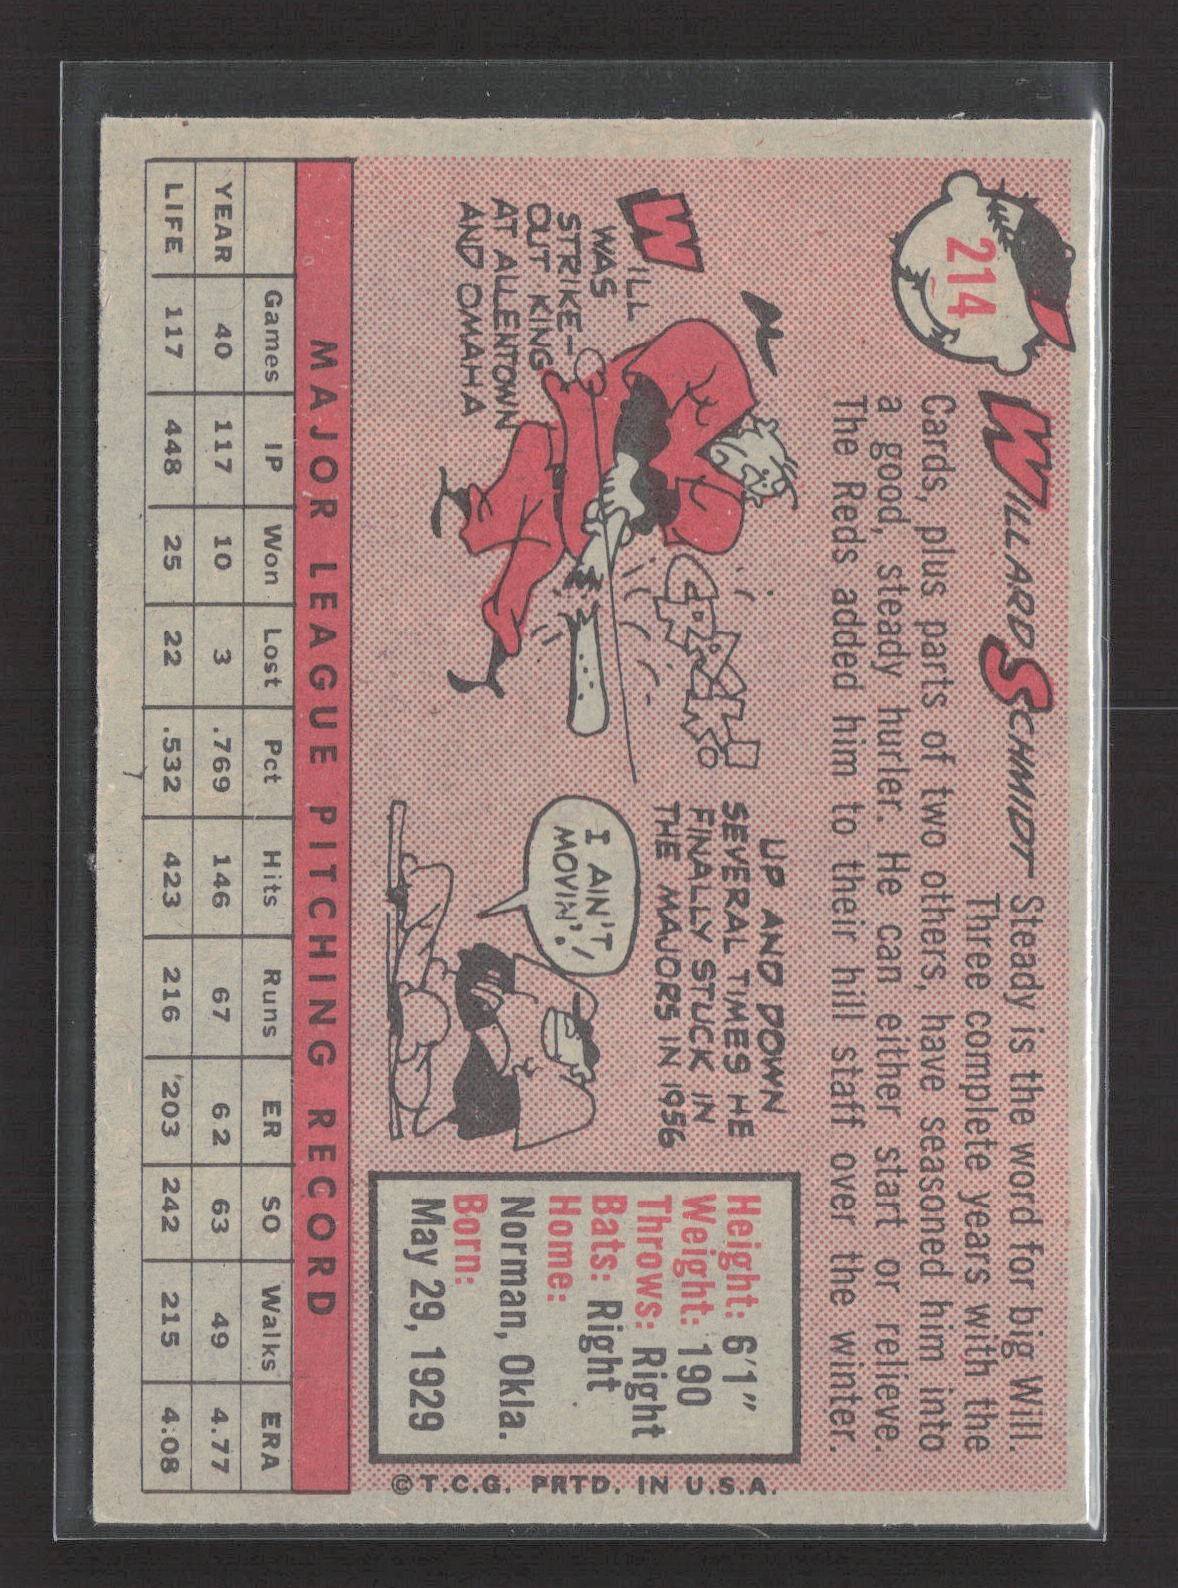 214
WILLARD SCHMIDT Steady is the word for big Will.
Three complete years with the
Cards, plus parts of two others, have seasoned him into
a good, steady hurler. He can either start or relieve
The Reds added him to their hill staff over the winter.
WILL
WAS
STRIKE-
OUT KING
AT ALLENTOWN
AND OMAHA
CRACK!
UP AND DOWN
SEVERAL TIMES HE
FINALLY STUCK IN
THE MAJORS IN 1956
I AIN'T
MOVIN'!
Height: 6'1"
Weight: 190
Throws: Right
Bats: Right
Home:
Norman, Okla.
Born:
May 29, 1929
© T.C.G. PRTD. IN U.S.A.
MAJOR LEAGUE PITCHING RECORD
Games IP Won Lost Pct Hits Runs ER SO Walks ERA
YEAR 40 117 10 3 .769 146 67 62 63 49 4.77
LIFE 117 448 25 22 .532 423 216 203 242 215 4.08